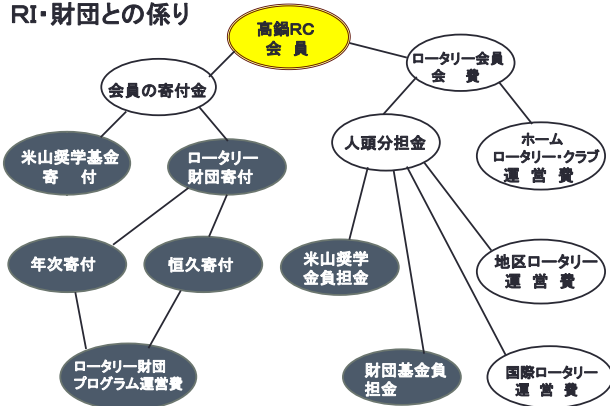 RI・財団との係り
高鍋RC
会 員
会員の寄付金
ロータリー会員
会 費
米山奨学基金
寄 付
ロータリー
財団寄付
人頭分担金
ホーム
ロータリー・クラブ
運 営 費
年次寄付
恒久寄付
米山奨学
金負担金
地区ロータリー
運 営 費
ロータリー財団
プログラム運営費
財団基金負
担金
国際ロータリー
運 営 費